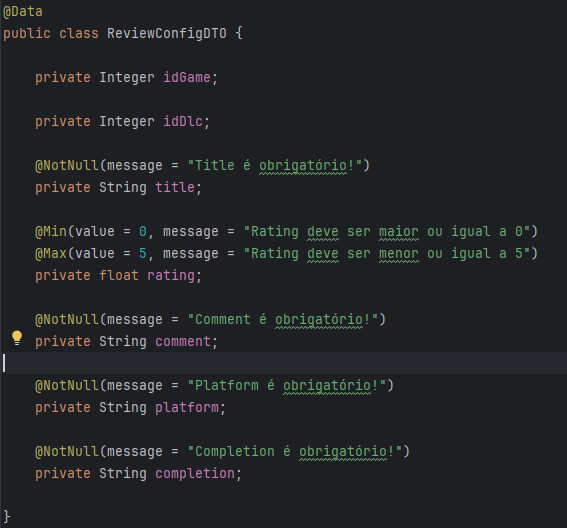 @Data
public class ReviewConfigDTO {
private Integer idGame;
private Integer idDlc;
@NotNull(message = "Title é obrigatório!")
private String title;
@Min(value = 0, message = "Rating deve ser maior ou igual a 0")
@Max(value = 5, message = "Rating deve ser menor ou igual a 5")
private float rating;
@NotNull(message = "Comment é obrigatório!")
private String comment;
@NotNull(message = "Platform é obrigatório!")
private String platform;
@NotNull(message = "Completion é obrigatório!")
private String completion;
}